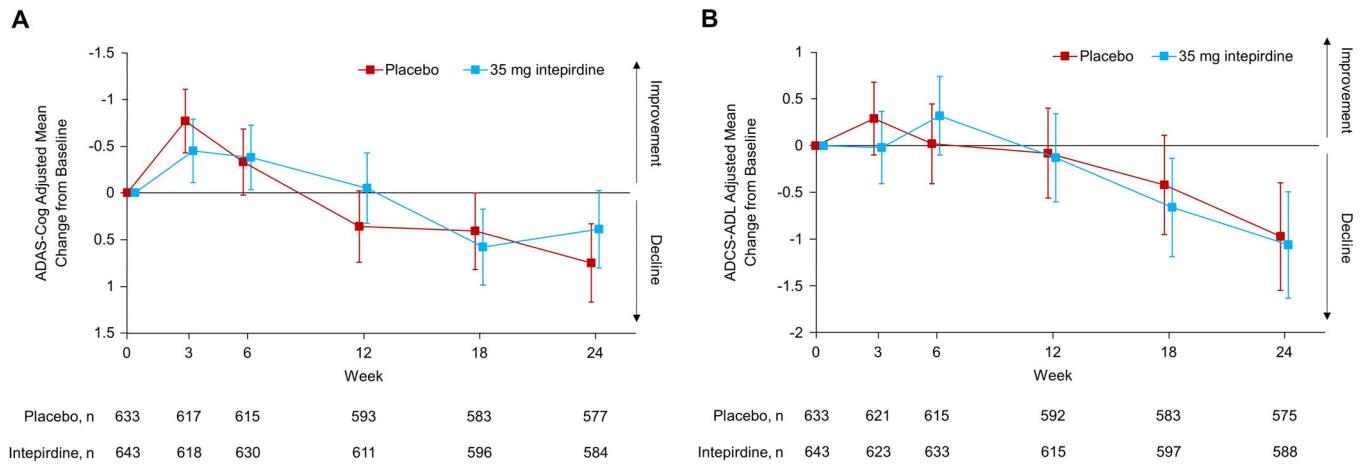 A
ADAS-Cog Adjusted Mean
Change from Baseline
-1.5
-1
-0.5
0
0.5
1
1.5
Placebo 35 mg intepirdine
Improvement
Decline
0 3 6 12 18 24
Week
Placebo, n 633 617 615 593 583 577
Intepirdine, n 643 618 630 611 596 584
B
ADCS-ADL Adjusted Mean
Change from Baseline
1
0.5
0
-0.5
-1
-1.5
-2
Placebo 35 mg intepirdine
Improvement
Decline
0 3 6 12 18 24
Week
Placebo, n 633 621 615 592 583 575
Intepirdine, n 643 623 633 615 597 588